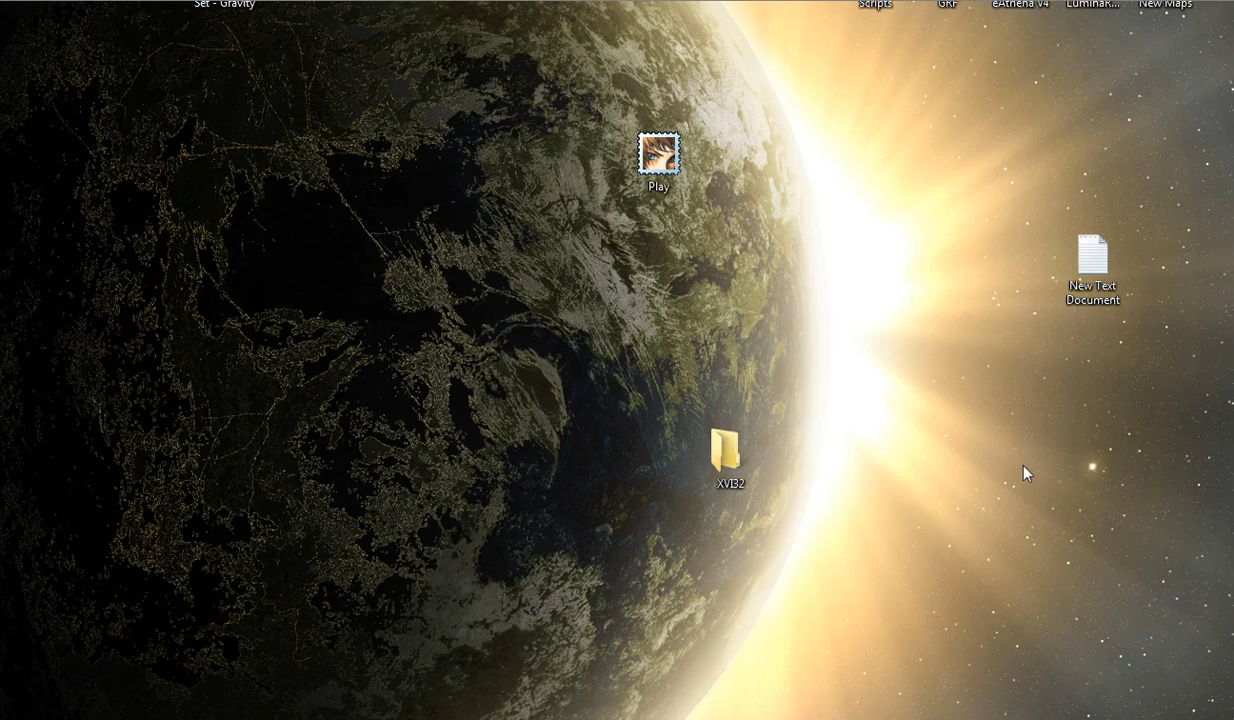 Set - Gravity
Scripts
GRF
eAthena V4
LuminaR...
New Maps
Play
New Text
Document
XVI32